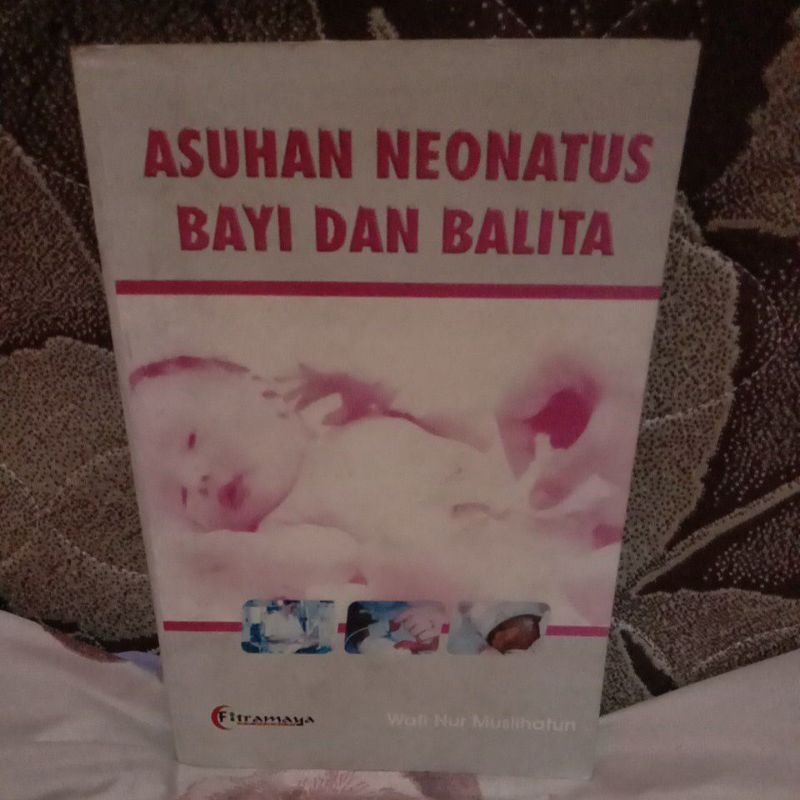 ASUHAN NEONATUS
BAYI DAN BALITA
Fitramaya
Wafi Nur Muslihatun